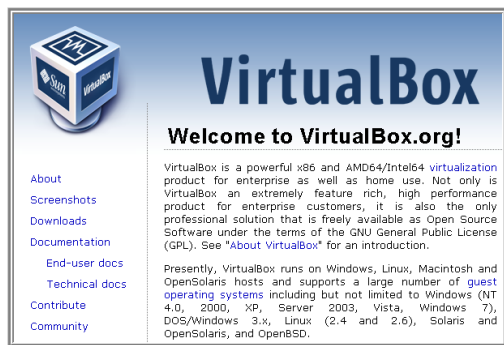 Sun
VirtualBox
VirtualBox
Welcome to VirtualBox.org!
About
Screenshots
Downloads
Documentation
End-user docs
Technical docs
Contribute
Community
VirtualBox is a powerful x86 and AMD64/Intel64 virtualization
product for enterprise as well as home use. Not only is
VirtualBox an extremely feature rich, high performance
product for enterprise customers, it is also the only
professional solution that is freely available as Open Source
Software under the terms of the GNU General Public License
(GPL). See "About VirtualBox" for an introduction.
Presently, VirtualBox runs on Windows, Linux, Macintosh and
OpenSolaris hosts and supports a large number of guest
operating systems including but not limited to Windows (NT
4.0, 2000, XP, Server 2003, Vista, Windows 7),
DOS/Windows 3.x, Linux (2.4 and 2.6), Solaris and
OpenSolaris, and OpenBSD.